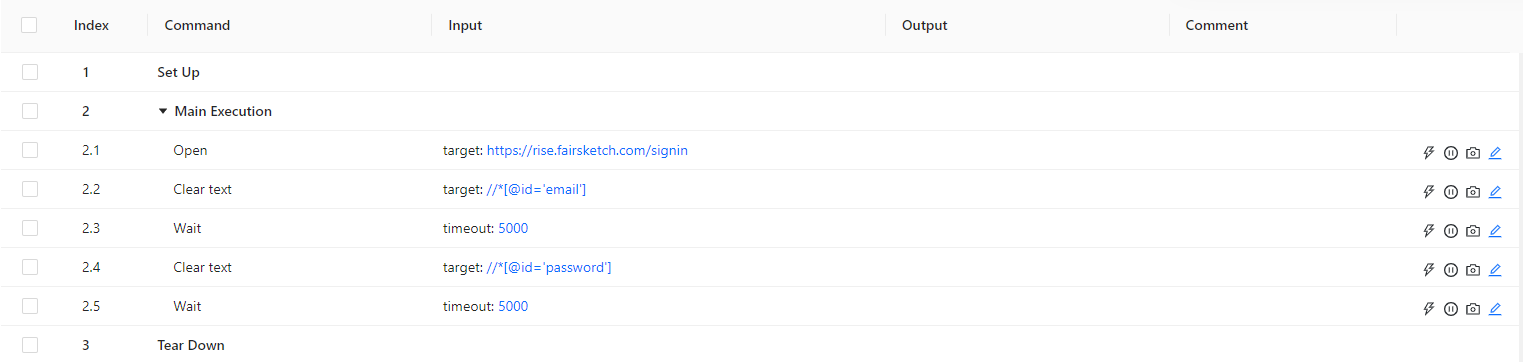 Index Command Input Output Comment
1 Set Up
2 Main Execution
2.1 Open target: https://rise.fairsketch.com/signin
2.2 Clear text target: //*[@id='email']
2.3 Wait timeout: 5000
2.4 Clear text target: //*[@id='password']
2.5 Wait timeout: 5000
3 Tear Down